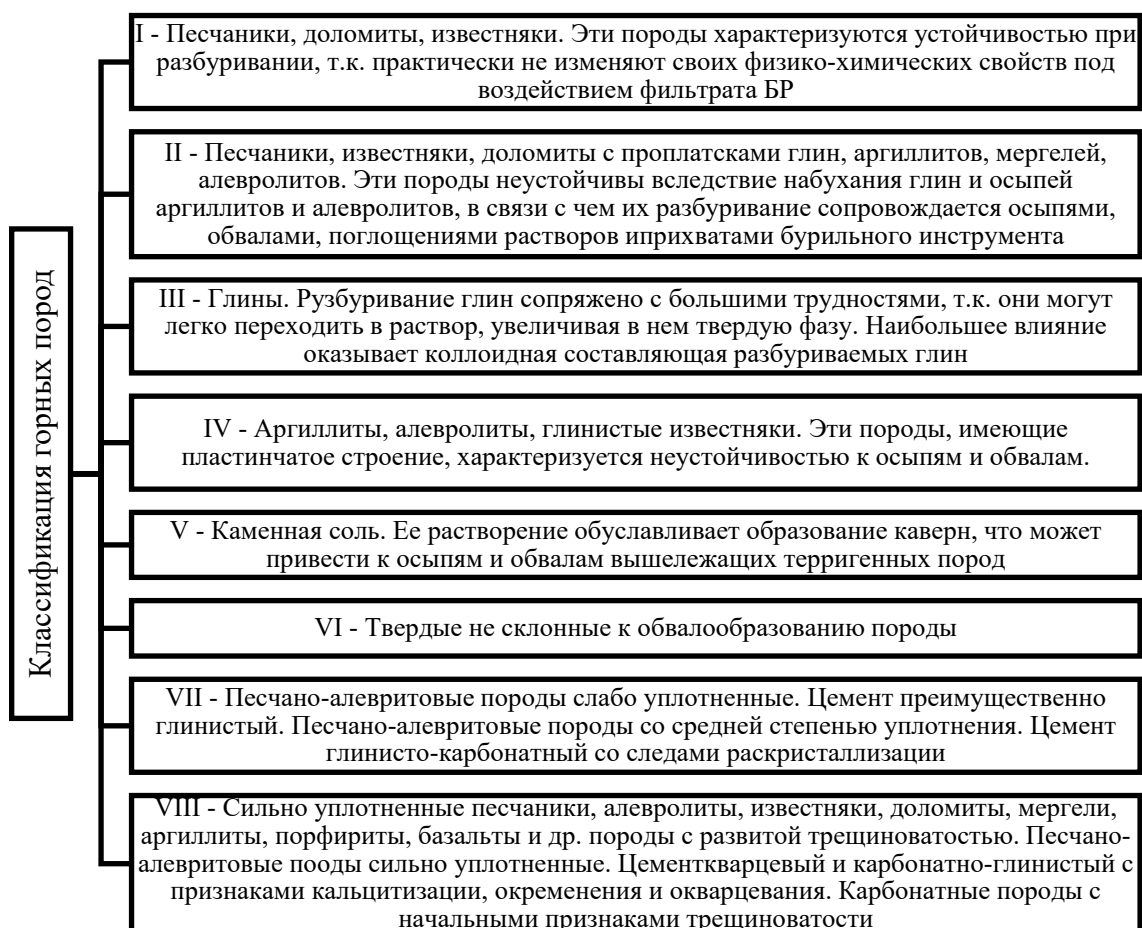 Классификация горных пород
I - Песчаники, доломиты, известняки. Эти породы характеризуются устойчивостью при
разбуривании, т.к. практически не изменяют своих физико-химических свойств под
воздействием фильтрата БР
II - Песчаники, известняки, доломиты с проплатсками глин, аргиллитов, мергелей,
алевролитов. Эти породы неустойчивы вследствие набухания глин и осыпей
аргиллитов и алевролитов, в связи с чем их разбуривание сопровождается осыпями,
обвалами, поглощениями растворов иприхватами бурильного инструмента
III - Глины. Рузбуривание глин сопряжено с большими трудностями, т.к. они могут
легко переходить в раствор, увеличивая в нем твердую фазу. Наибольшее влияние
оказывает коллоидная составляющая разбуриваемых глин
IV - Аргиллиты, алевролиты, глинистые известняки. Эти породы, имеющие
пластинчатое строение, характеризуется неустойчивостью к осыпям и обвалам.
V - Каменная соль. Ее растворение обуславливает образование каверн, что может
привести к осыпям и обвалам вышележащих терригенных пород
VI - Твердые не склонные к обвалообразованию породы
VII - Песчано-алевритовые породы слабо уплотненные. Цемент преимущественно
глинистый. Песчано-алевритовые породы со средней степенью уплотнения. Цемент
глинисто-карбонатный со следами раскристаллизации
VIII - Сильно уплотненные песчаники, алевролиты, известняки, доломиты, мергели,
аргиллиты, порфириты, базальты и др. породы с развитой трещиноватостью. Песчано-
алевритовые пооды сильно уплотненные. Цементкварцевый и карбонатно-глинистый с
признаками кальцитизации, окременения и окварцевания. Карбонатные породы с
начальными признаками трещиноватости